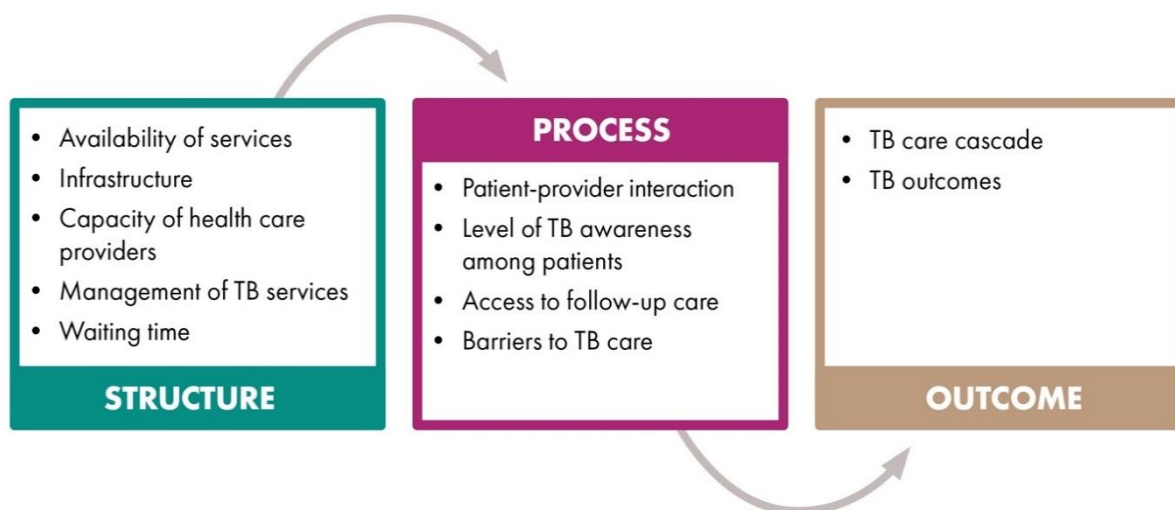 • Availability of services
• Infrastructure
• Capacity of health care
providers
• Management of TB services
• Waiting time
STRUCTURE
PROCESS
• Patient-provider interaction
• Level of TB awareness
among patients
• Access to follow-up care
• Barriers to TB care
• TB care cascade
• TB outcomes
OUTCOME